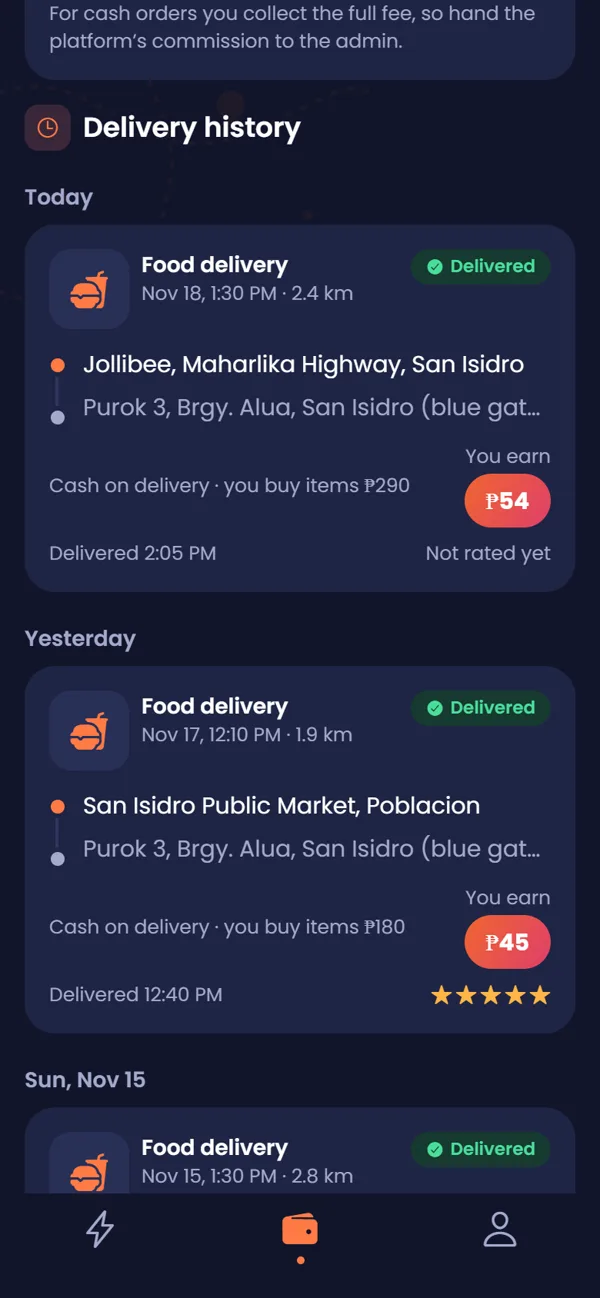 For cash orders you collect the full fee, so hand the
platform’s commission to the admin.
Delivery history
Today
Food delivery
Delivered
Nov 18, 1:30 PM · 2.4 km
Jollibee, Maharlika Highway, San Isidro
Purok 3, Brgy. Alua, San Isidro (blue gat...
You earn
Cash on delivery · you buy items ₱290
₱54
Delivered 2:05 PM
Not rated yet
Yesterday
Food delivery
Delivered
Nov 17, 12:10 PM · 1.9 km
San Isidro Public Market, Poblacion
Purok 3, Brgy. Alua, San Isidro (blue gat...
You earn
Cash on delivery · you buy items ₱180
₱45
Delivered 12:40 PM
Sun, Nov 15
Food delivery
Delivered
Nov 15, 1:30 PM · 2.8 km